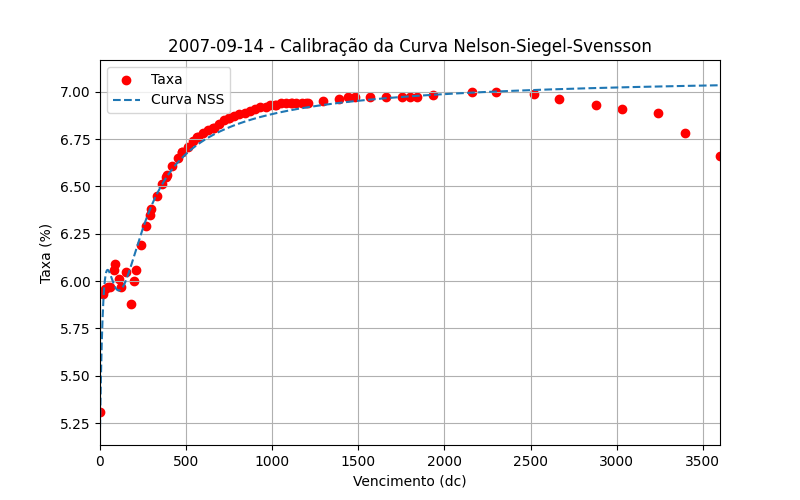 2007-09-14 - Calibração da Curva Nelson-Siegel-Svensson
Taxa
Curva NSS
Taxa (%)
7.00
6.75
6.50
6.25
6.00
5.75
5.50
5.25
0 500 1000 1500 2000 2500 3000 3500
Vencimento (dc)